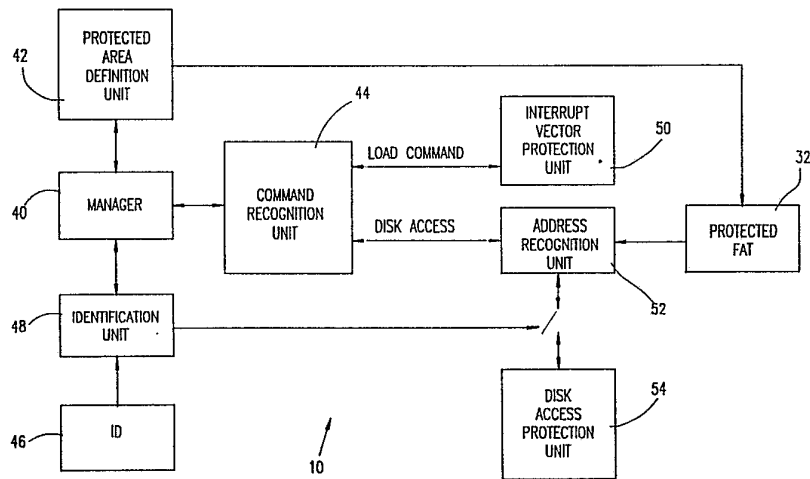 42
PROTECTED
AREA
DEFINITION
UNIT
44
INTERRUPT
VECTOR
PROTECTION
UNIT
50
LOAD COMMAND
32
40
MANAGER
COMMAND
RECOGNITION
UNIT
DISK ACCESS
ADDRESS
RECOGNITION
UNIT
PROTECTED
FAT
48
IDENTIFICATION
UNIT
52
46
ID
10
DISK
ACCESS
PROTECTION
UNIT
54